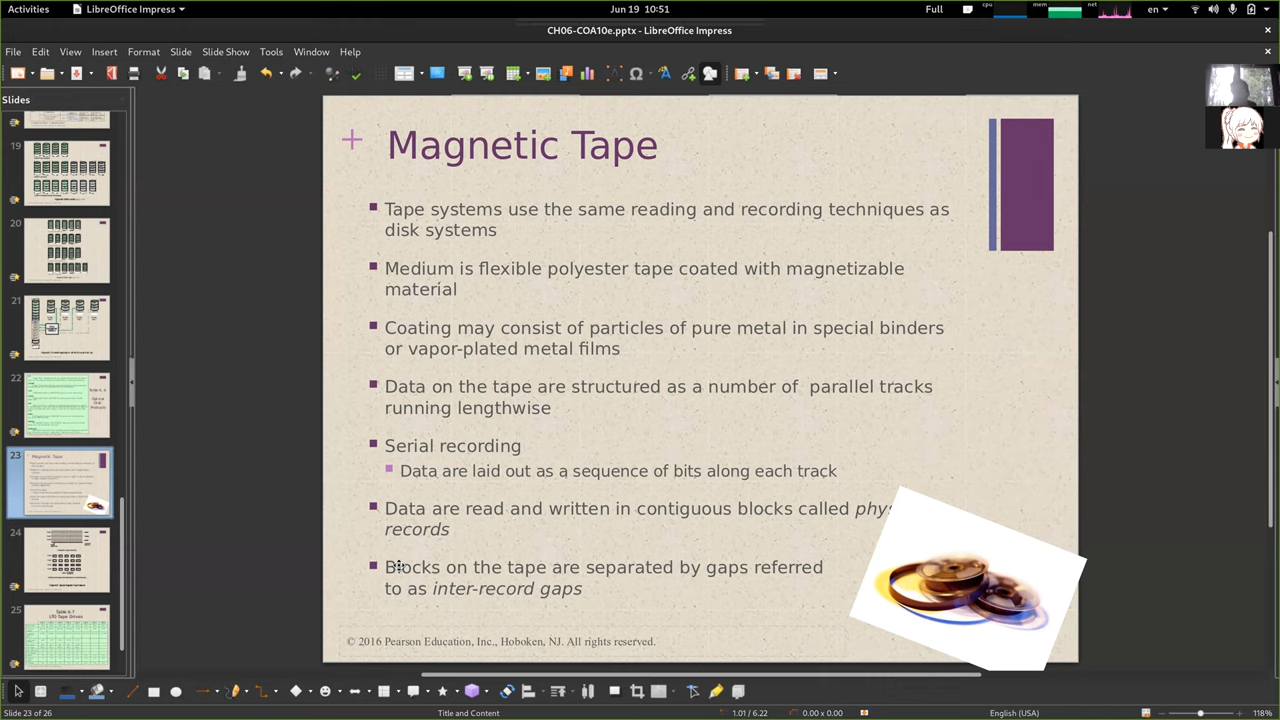 Activities
LibreOffice Impress
Jun 19 10:51
Full
cpu
mem
net
en
CH06-COA10e.pptx - LibreOffice Impress
File Edit View Insert Format Slide Slide Show Tools Window Help
Slides
19
20
21
22
23
24
25
+ Magnetic Tape
Tape systems use the same reading and recording techniques as
disk systems
Medium is flexible polyester tape coated with magnetizable
material
Coating may consist of particles of pure metal in special binders
or vapor-plated metal films
Data on the tape are structured as a number of parallel tracks
running lengthwise
Serial recording
Data are laid out as a sequence of bits along each track
Data are read and written in contiguous blocks called phys
records
Blocks on the tape are separated by gaps referred
to as inter-record gaps
© 2016 Pearson Education, Inc., Hoboken, NJ. All rights reserved.
Slide 23 of 26
Title and Content
1.01 / 6.22
0.00 x 0.00
English (USA)
118%